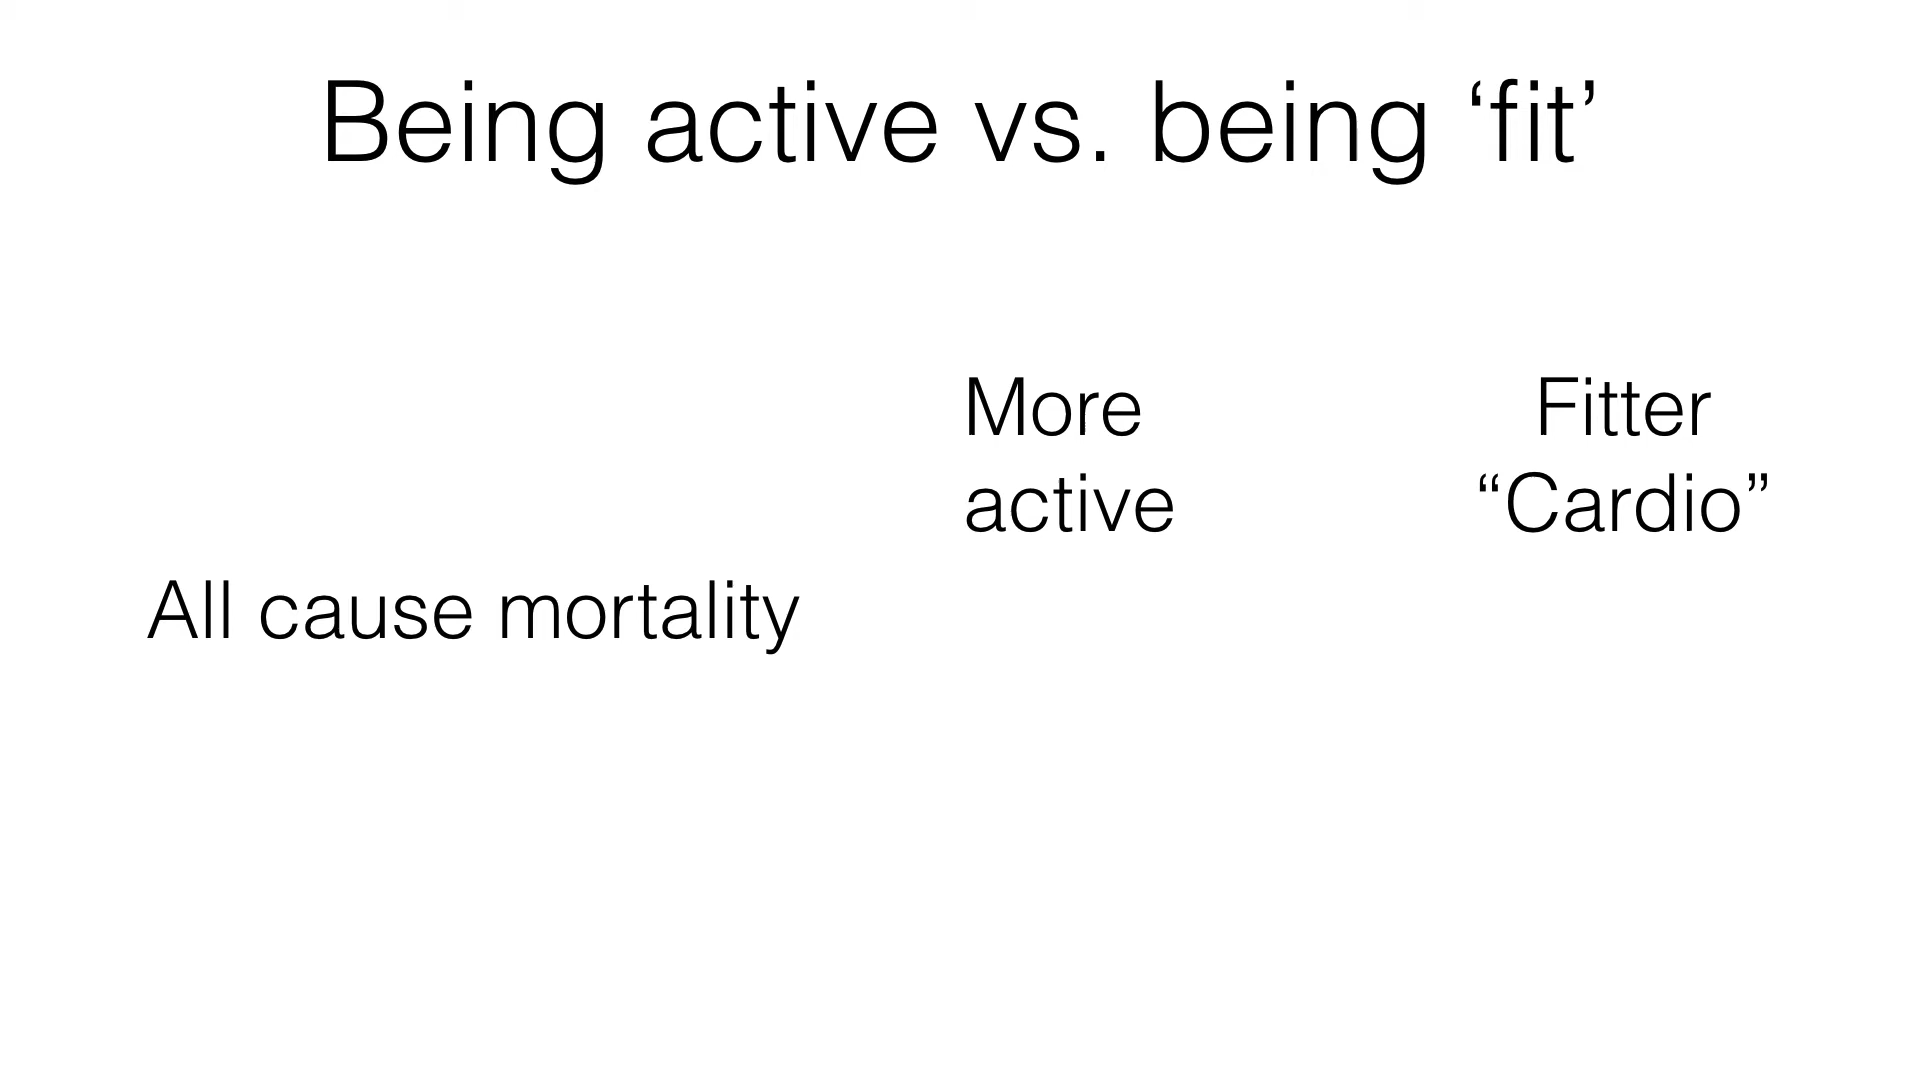 Being active vs. being ‘fit’
More
active
Fitter
“Cardio”
All cause mortality